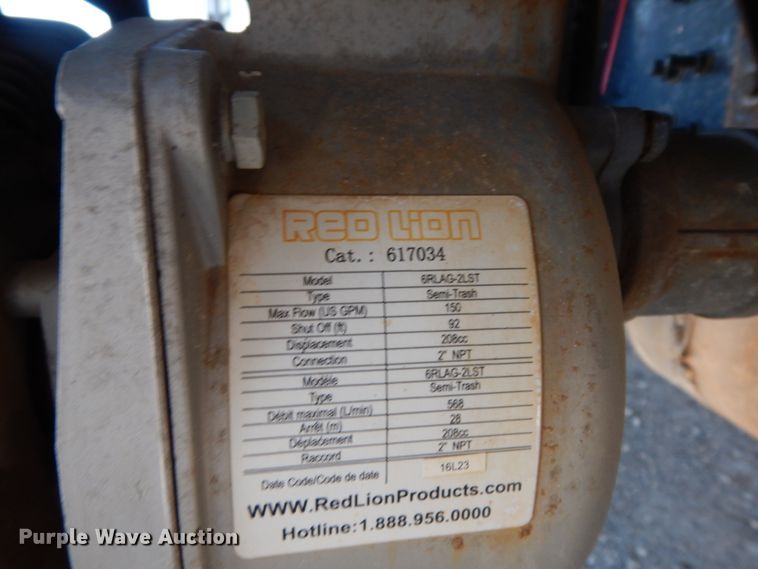 RED LION
Cat.: 617034
Model 6RLAG-2LST
Type Semi-Trash
Max Flow (US GPM) 150
Shut Off (ft) 92
Displacement 208cc
Connection 2" NPT
Modèle 6RLAG-2LST
Type Semi-Trash
Débit maximal (L/min) 568
Arrêt (m) 28
Déplacement 208cc
Raccord 2" NPT
Date Code/Code de date 16L23
WWW.RedLionProducts.com
Hotline:1.888.956.0000
Purple Wave Auction